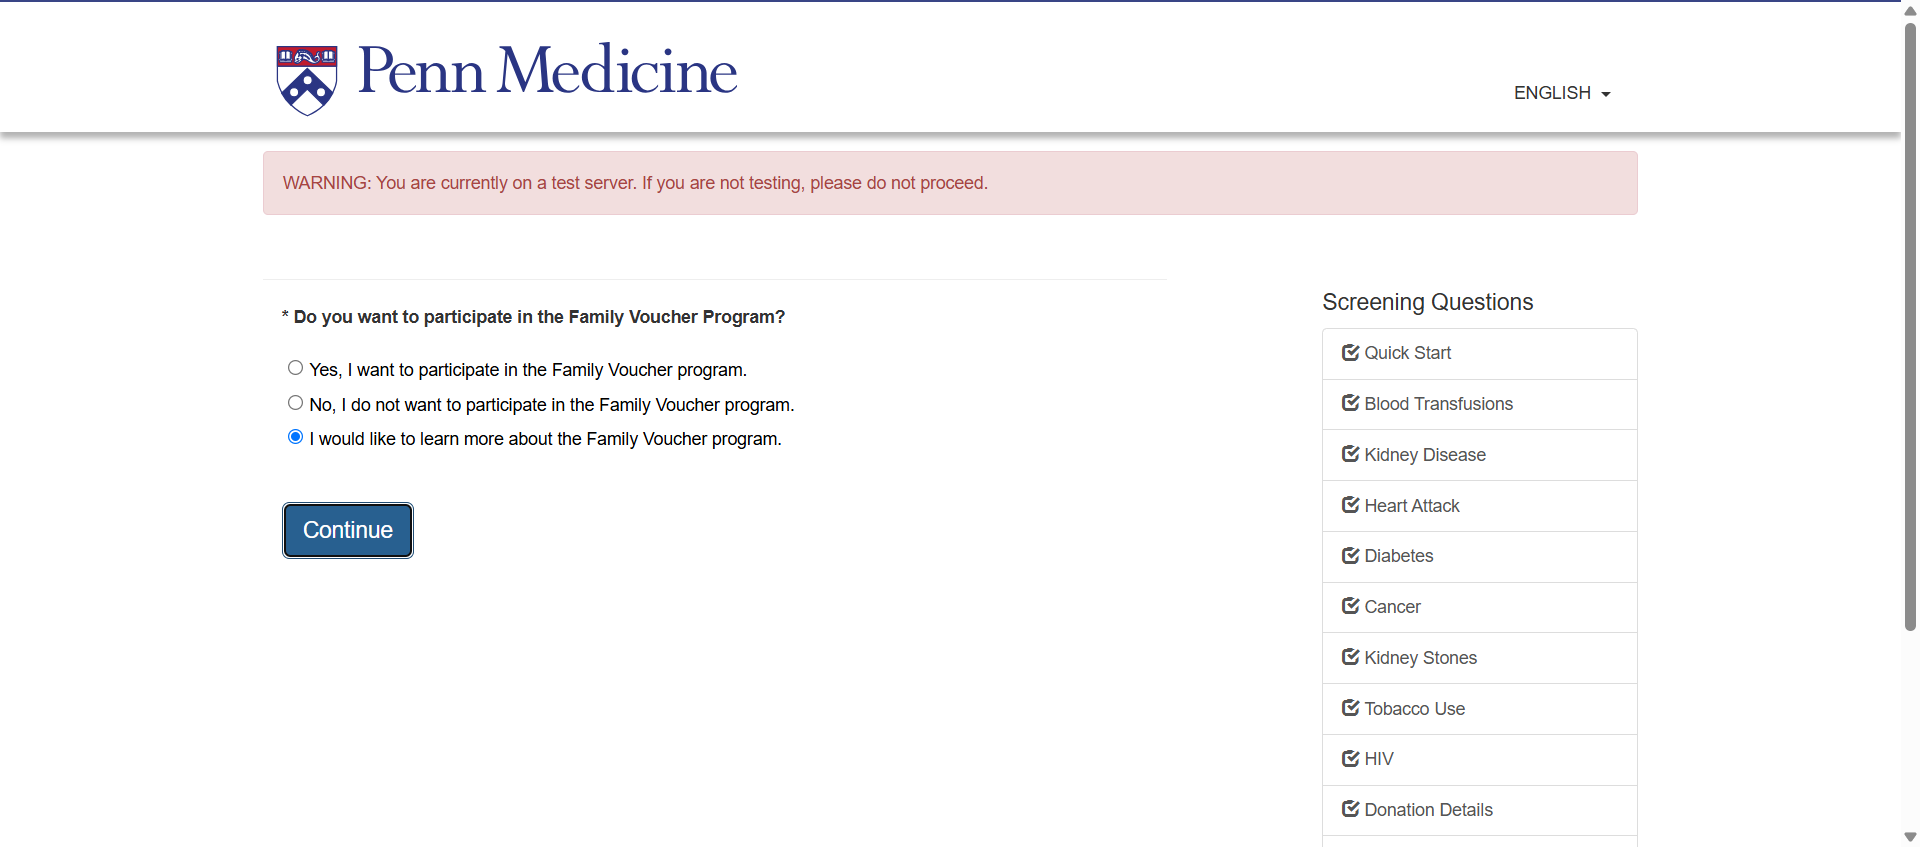 Penn Medicine
ENGLISH
WARNING: You are currently on a test server. If you are not testing, please do not proceed.
* Do you want to participate in the Family Voucher Program?
Yes, I want to participate in the Family Voucher program.
No, I do not want to participate in the Family Voucher program.
I would like to learn more about the Family Voucher program.
Continue
Screening Questions
Quick Start
Blood Transfusions
Kidney Disease
Heart Attack
Diabetes
Cancer
Kidney Stones
Tobacco Use
HIV
Donation Details